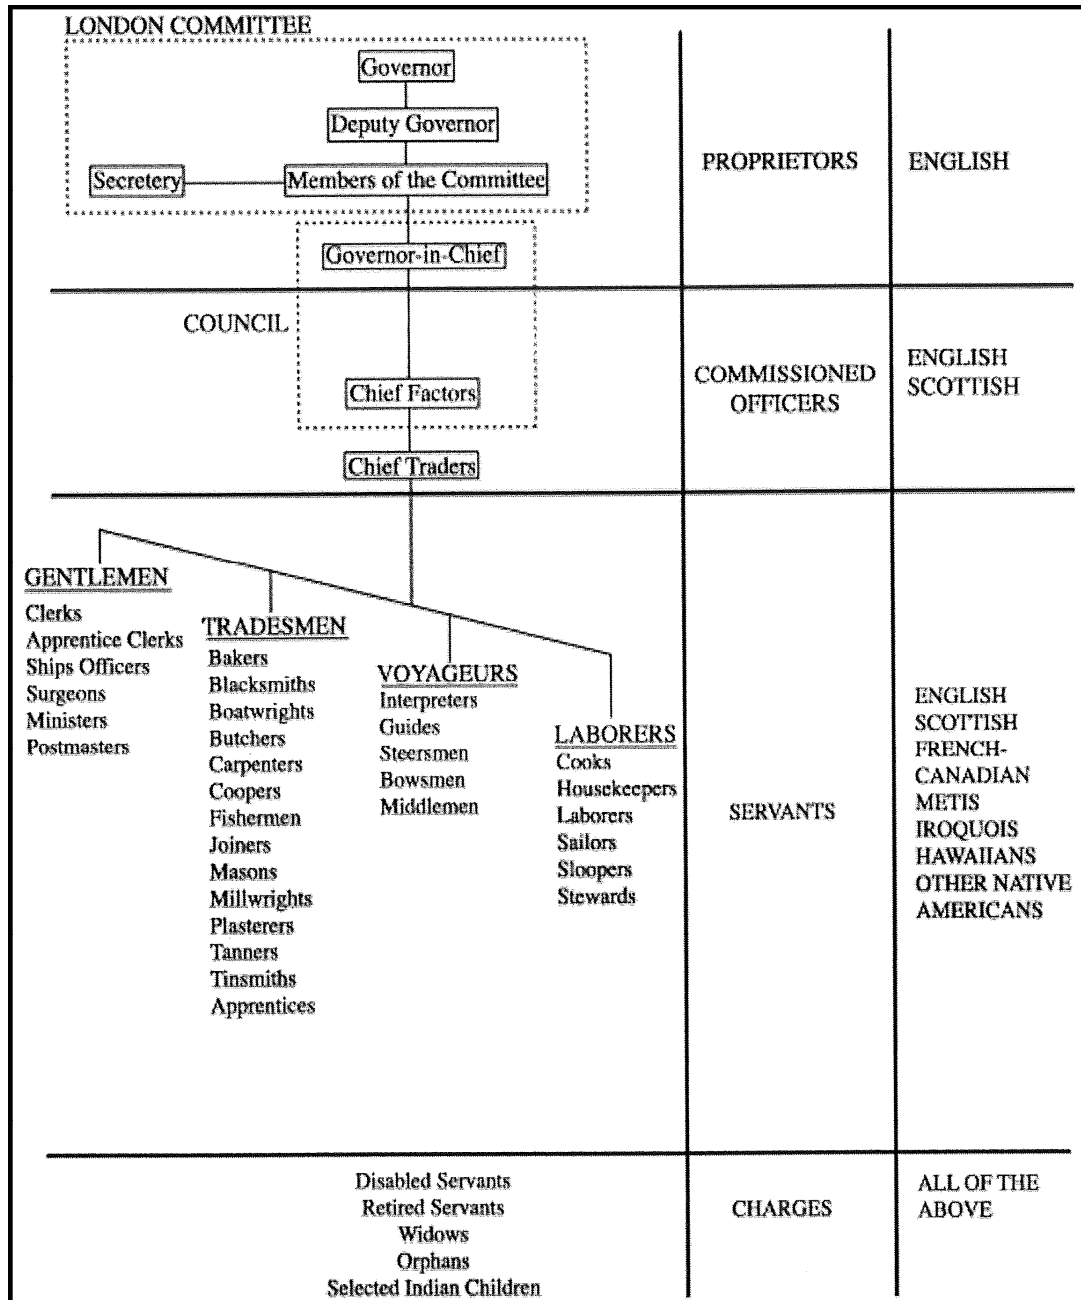 LONDON COMMITTEE
Governor
Deputy Governor
Secretery
Members of the Committee
PROPRIETORS
ENGLISH
Governor-in-Chief
COUNCIL
Chief Factors
Chief Traders
COMMISSIONED
OFFICERS
ENGLISH
SCOTTISH
GENTLEMEN
Clerks
Apprentice Clerks
Ships Officers
Surgeons
Ministers
Postmasters
TRADESMEN
Bakers
Blacksmiths
Boatwrights
Butchers
Carpenters
Coopers
Fishermen
Joiners
Masons
Millwrights
Plasterers
Tanners
Tinsmiths
Apprentices
VOYAGEURS
Interpreters
Guides
Steersmen
Bowsmen
Middlemen
LABORERS
Cooks
Housekeepers
Laborers
Sailors
Sloopers
Stewards
SERVANTS
ENGLISH
SCOTTISH
FRENCH-
CANADIAN
METIS
IROQUOIS
HAWAIIANS
OTHER NATIVE
AMERICANS
Disabled Servants
Retired Servants
Widows
Orphans
Selected Indian Children
CHARGES
ALL OF THE
ABOVE